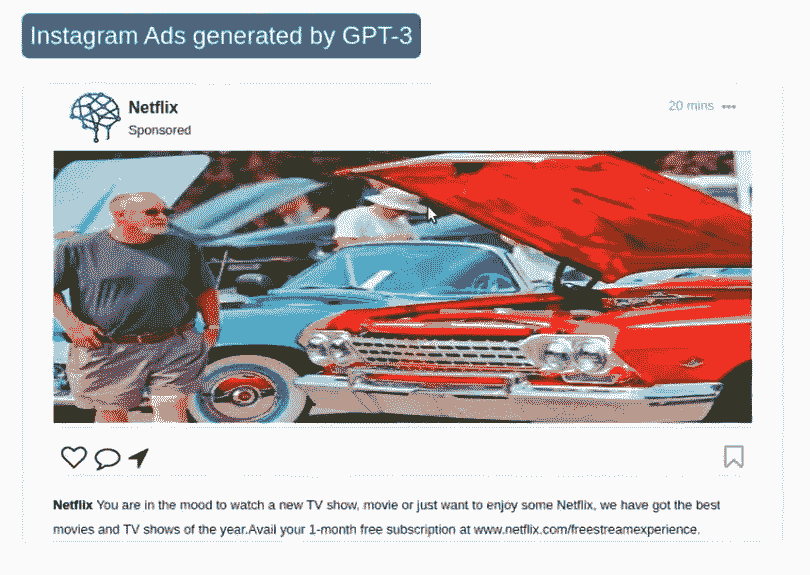 Instagram Ads generated by GPT-3
Netflix
20 mins
Sponsored
Netflix You are in the mood to watch a new TV show, movie or just want to enjoy some Netflix, we have got the best
movies and TV shows of the year.Avail your 1-month free subscription at www.netflix.com/freestreamexperience.